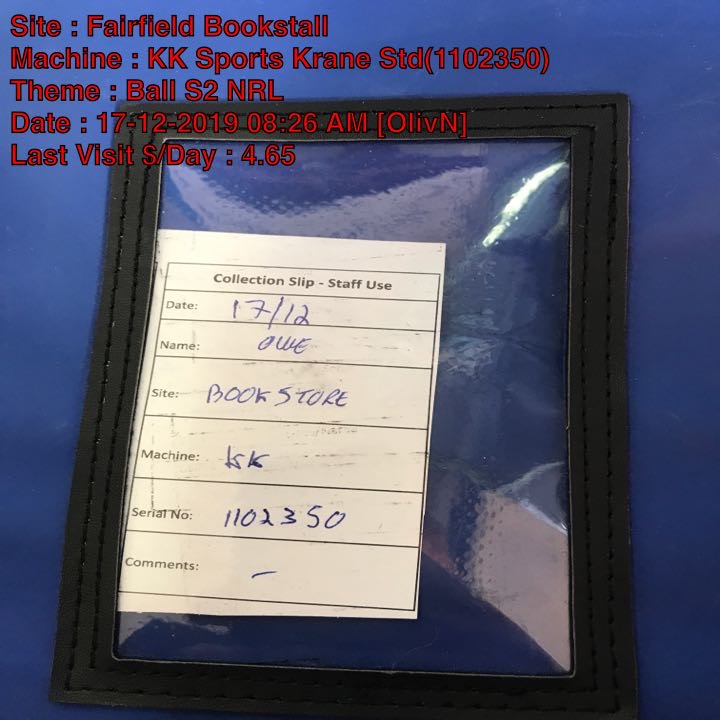 Site : Fairfield Bookstall
Machine : KK Sports Krane Std(1102350)
Theme : Ball S2 NRL
Date : 17-12-2019 08:26 AM [OlivN]
Last Visit $/Day : 4.65
Collection Slip - Staff Use
Date: 17/12
Name: OWE
Site: BOOKSTORE
Machine: KK
Serial No: 1102350
Comments: –